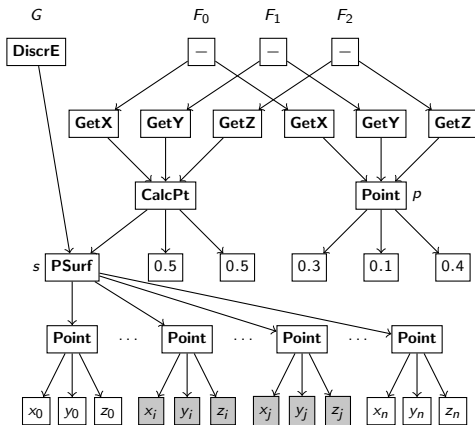 G F₀ F₁ F₂
DiscrE − − −
GetX GetY GetZ GetX GetY GetZ
CalcPt Point p
s PSurf 0.5 0.5 0.3 0.1 0.4
Point ... Point ... Point ... Point
x₀ y₀ z₀ xᵢ yᵢ zᵢ xⱼ yⱼ zⱼ xₙ yₙ zₙ